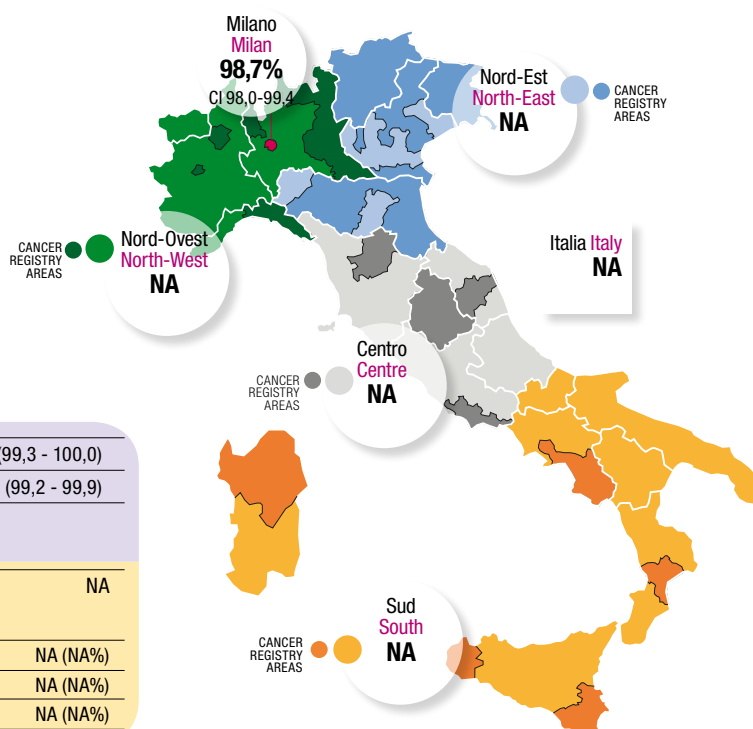 Milano
Milan
98,7%
CI 98,0-99,4
Nord-Est
North-East
NA
CANCER
REGISTRY
AREAS
CANCER
REGISTRY
AREAS
Nord-Ovest
North-West
NA
Italia Italy
NA
Centro
Centre
NA
CANCER
REGISTRY
AREAS
(99,3 - 100,0)
(99,2 - 99,9)
NA
NA (NA%)
NA (NA%)
NA (NA%)
Sud
South
NA
CANCER
REGISTRY
AREAS